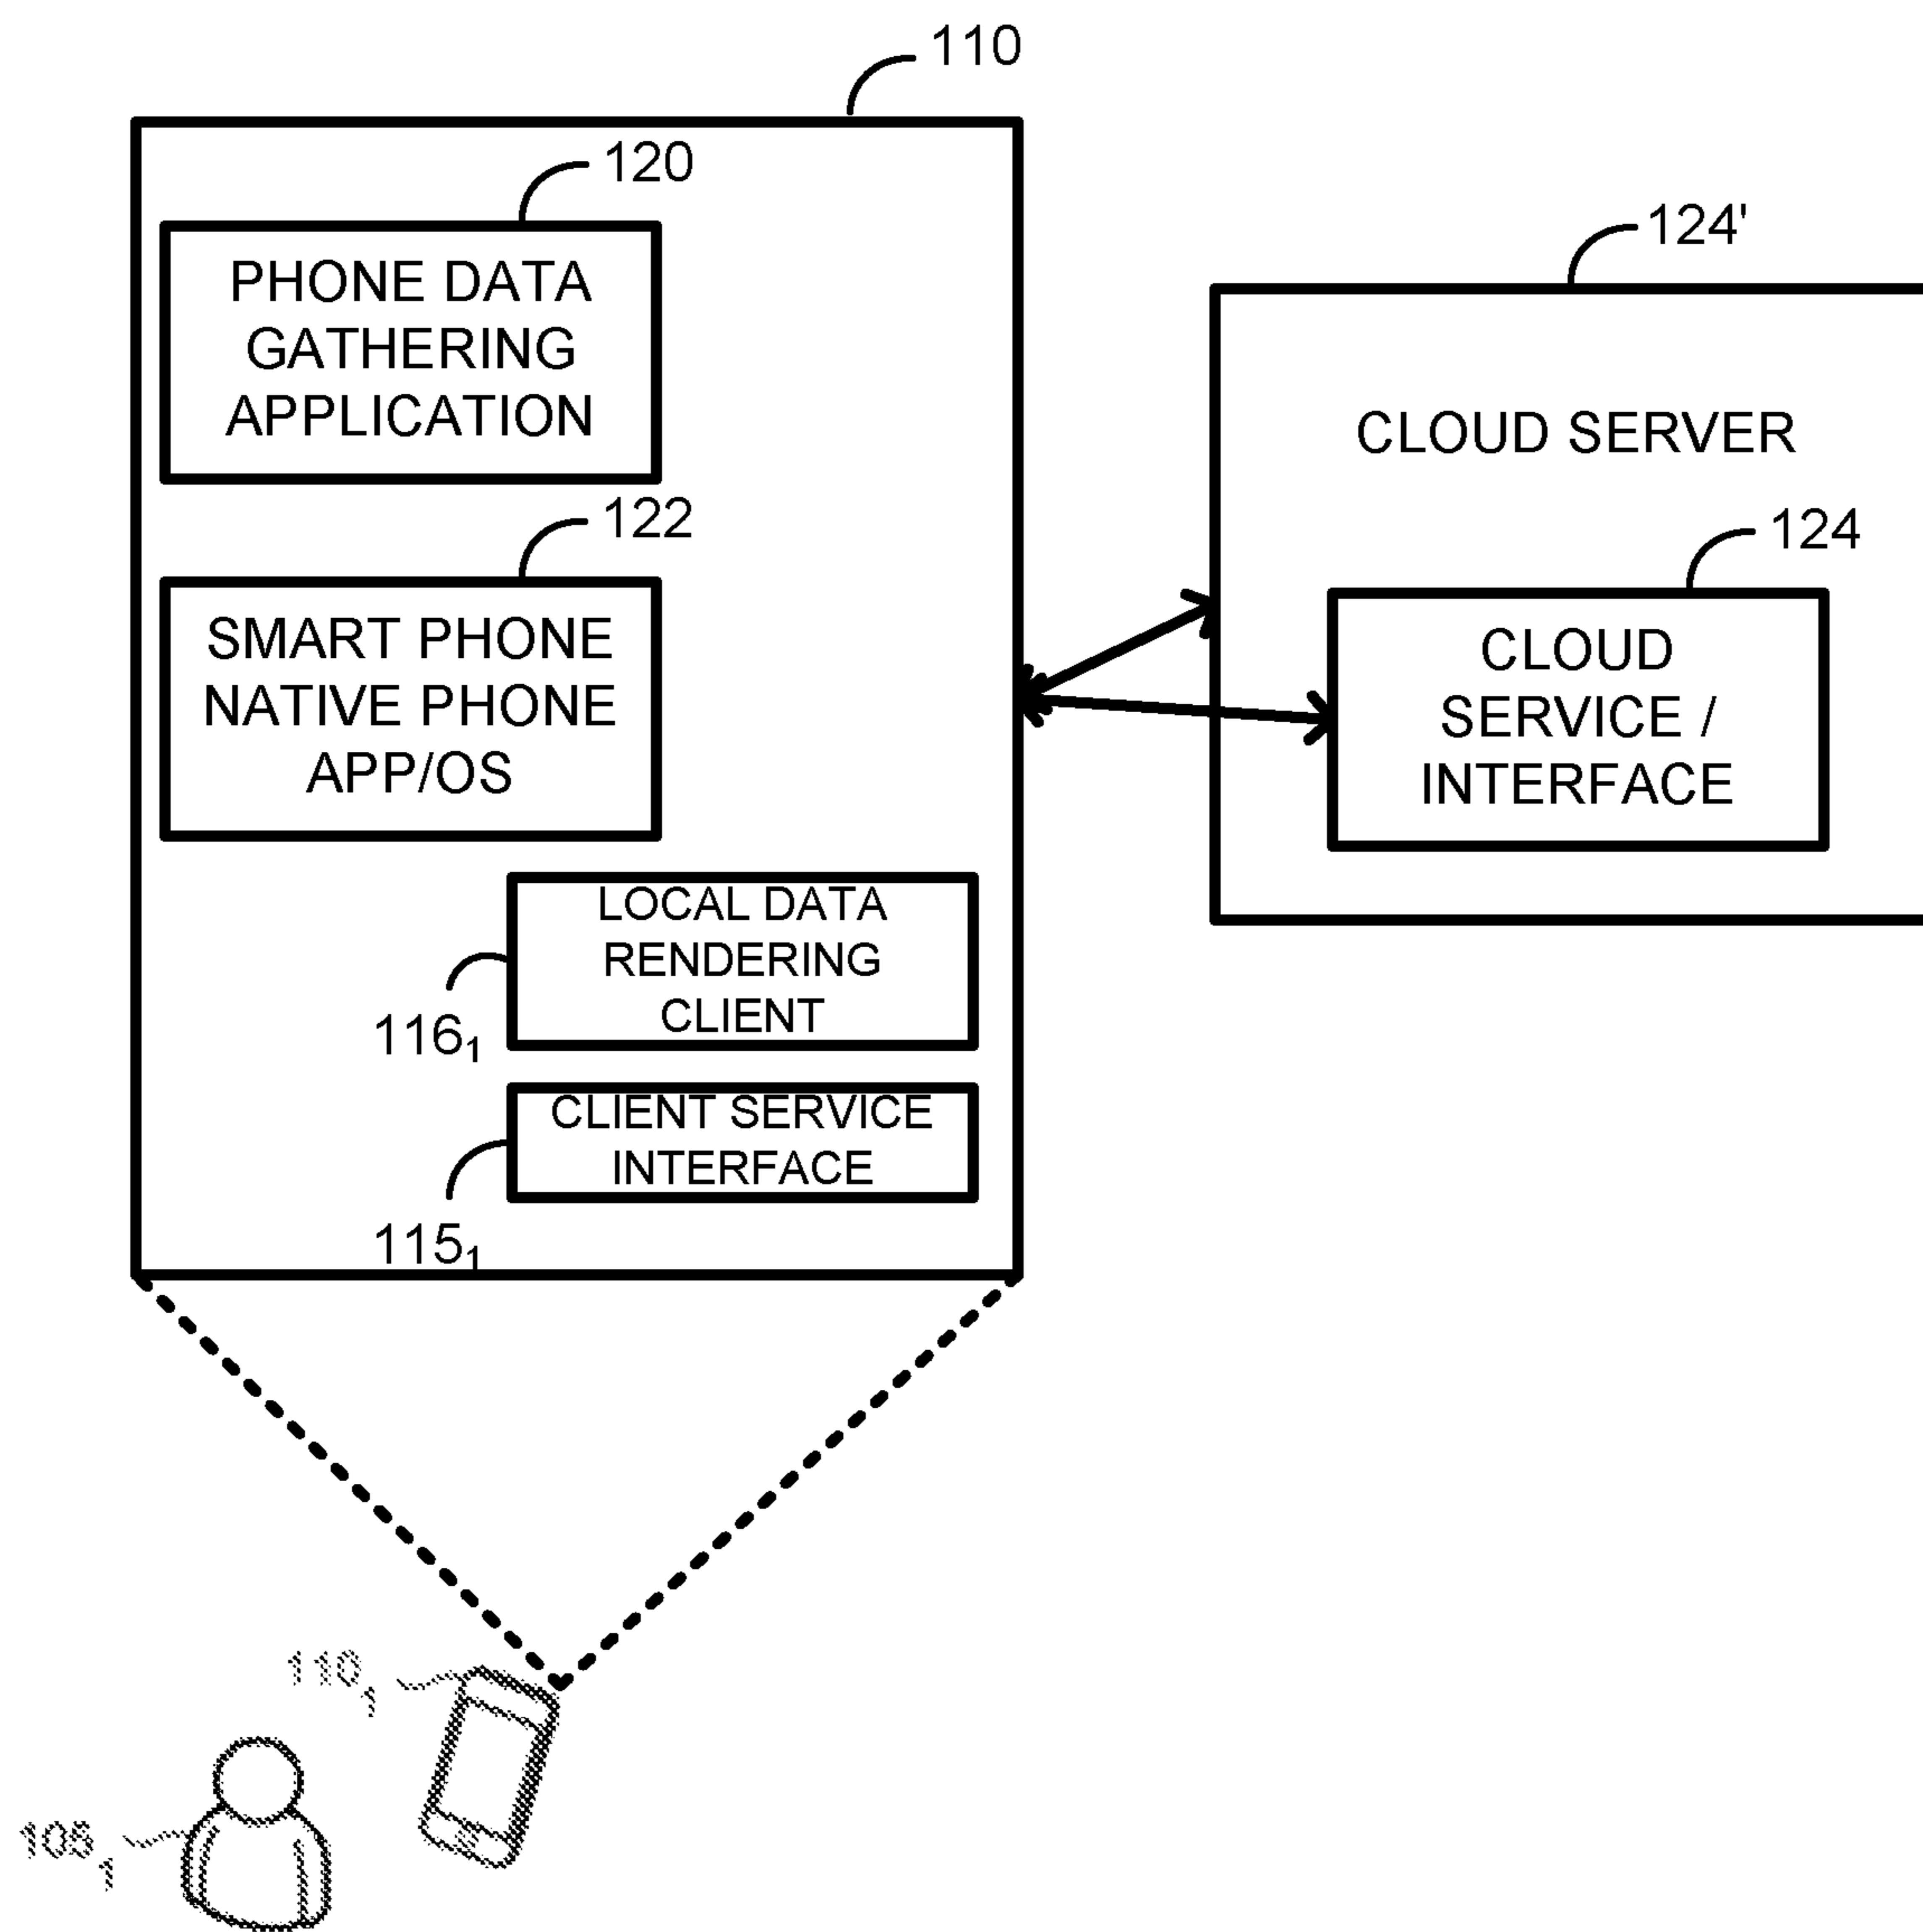 110
120
PHONE DATA
GATHERING
APPLICATION
124'
CLOUD SERVER
122
SMART PHONE
NATIVE PHONE
APP/OS
124
CLOUD
SERVICE /
INTERFACE
LOCAL DATA
RENDERING
CLIENT
116₁
CLIENT SERVICE
INTERFACE
115₁
110₁
108₁